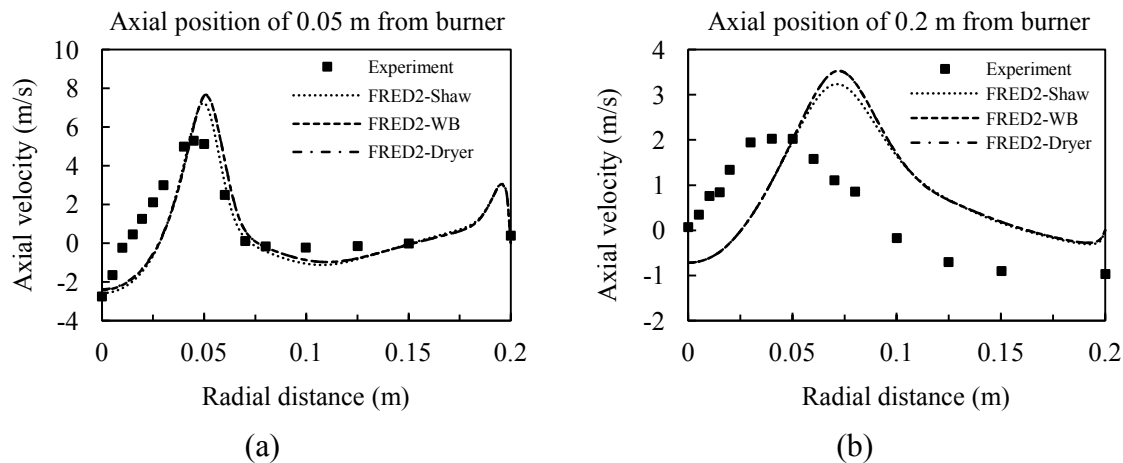 Axial position of 0.05 m from burner
10
8
6
4
2
0
-2
-4
Axial velocity (m/s)
Experiment
FRED2-Shaw
FRED2-WB
FRED2-Dryer
0 0.05 0.1 0.15 0.2
Radial distance (m)
(a)
Axial position of 0.2 m from burner
4
3
2
1
0
-1
-2
Axial velocity (m/s)
Experiment
FRED2-Shaw
FRED2-WB
FRED2-Dryer
0 0.05 0.1 0.15 0.2
Radial distance (m)
(b)